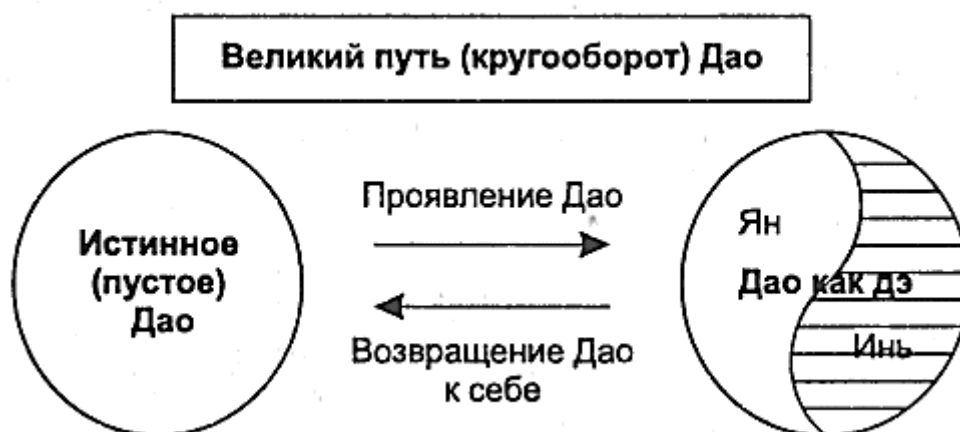 Великий путь (кругооборот) Дао
Истинное
(пустое)
Дао
Проявление Дао
Возвращение Дао
к себе
Ян
Дао как дэ
Инь